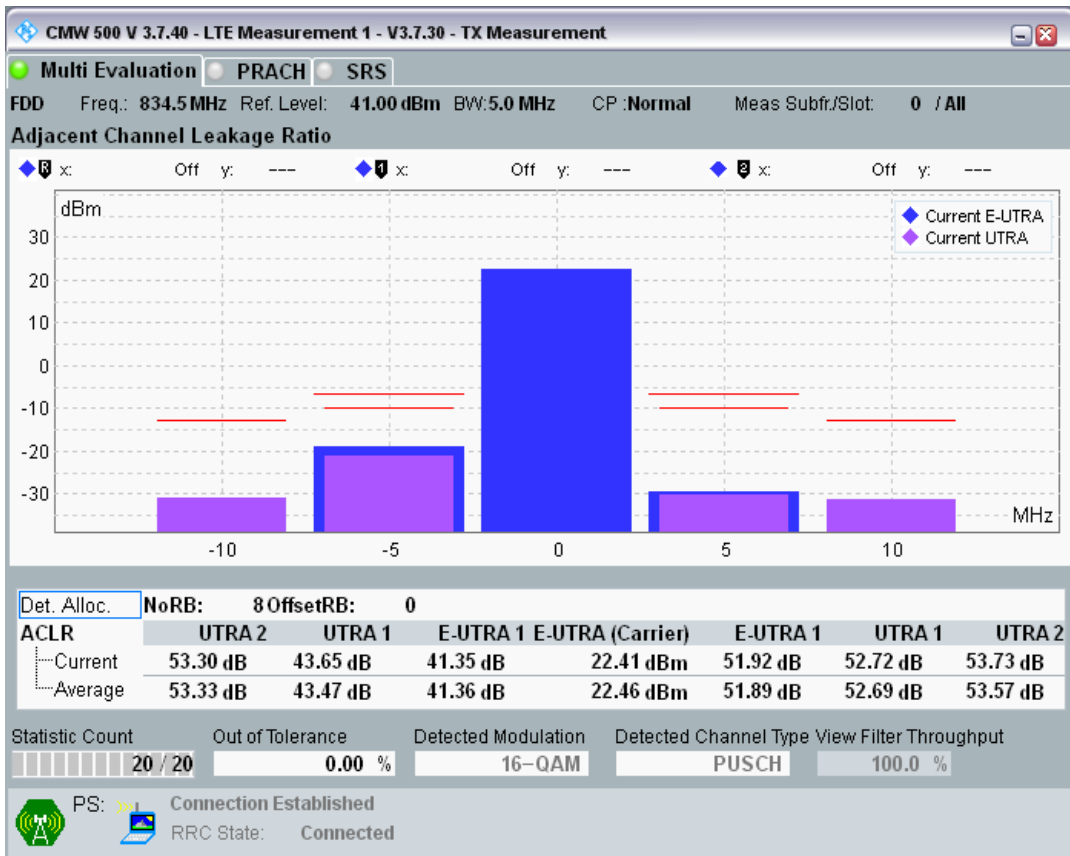 CMW 500 V 3.7.40 - LTE Measurement 1 - V3.7.30 - TX Measurement
Multi Evaluation PRACH SRS
FDD Freq.: 834.5 MHz Ref. Level: 41.00 dBm BW:5.0 MHz CP :Normal Meas Subfr./Slot: 0 / All
Adjacent Channel Leakage Ratio
R x: Off y: --- 1 x: Off y: --- 2 x: Off y: ---
dBm
Current E-UTRA
Current UTRA
30
20
10
0
-10
-20
-30
MHz
-10 -5 0 5 10
Det. Alloc. NoRB: 8 OffsetRB: 0
ACLR UTRA 2 UTRA 1 E-UTRA 1 E-UTRA (Carrier) E-UTRA 1 UTRA 1 UTRA 2
Current 53.30 dB 43.65 dB 41.35 dB 22.41 dBm 51.92 dB 52.72 dB 53.73 dB
Average 53.33 dB 43.47 dB 41.36 dB 22.46 dBm 51.89 dB 52.69 dB 53.57 dB
Statistic Count Out of Tolerance Detected Modulation Detected Channel Type View Filter Throughput
20 / 20 0.00 % 16-QAM PUSCH 100.0 %
PS: Connection Established
RRC State: Connected